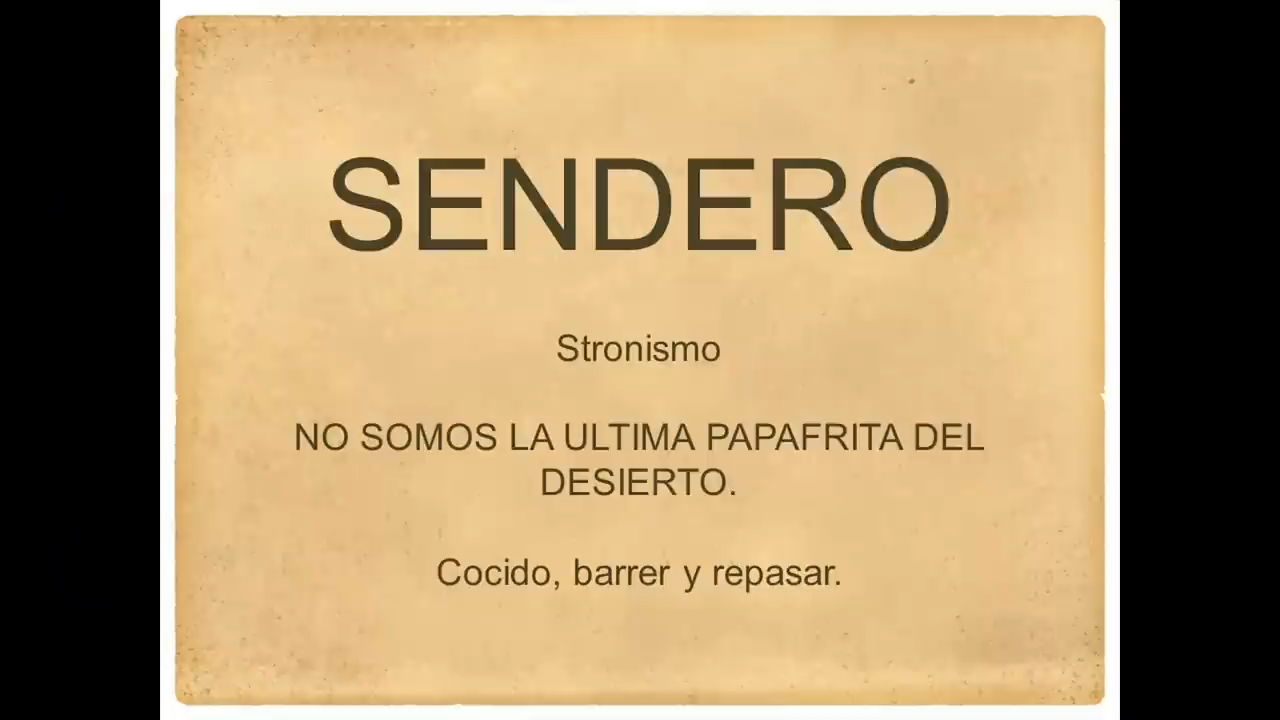 SENDERO
Stronismo
NO SOMOS LA ULTIMA PAPAFRITA DEL
DESIERTO.
Cocido, barrer y repasar.